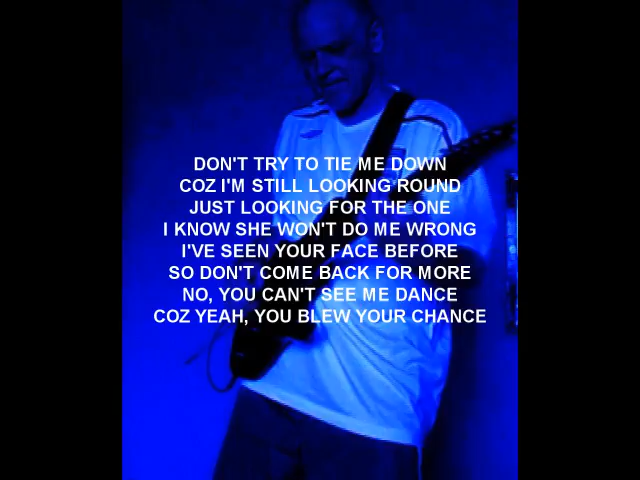 DON'T TRY TO TIE ME DOWN
COZ I'M STILL LOOKING ROUND
JUST LOOKING FOR THE ONE
I KNOW SHE WON'T DO ME WRONG
I'VE SEEN YOUR FACE BEFORE
SO DON'T COME BACK FOR MORE
NO, YOU CAN'T SEE ME DANCE
COZ YEAH, YOU BLEW YOUR CHANCE